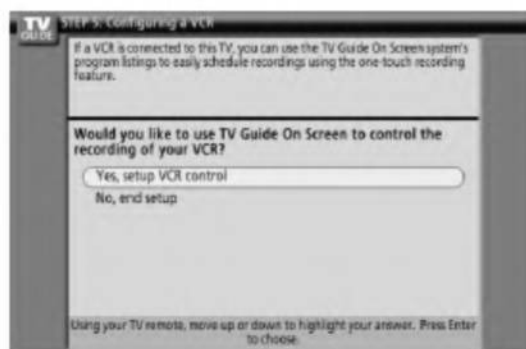 TV
GUIDE
STEP 5: Configuring a VCR
If a VCR is connected to this TV, you can use the TV Guide On Screen system's
program listings to easily schedule recordings using the one-touch recording
feature.
Would you like to use TV Guide On Screen to control the
recording of your VCR?
Yes, setup VCR control
No, end setup
Using your TV remote, move up or down to highlight your answer. Press Enter
to choose.